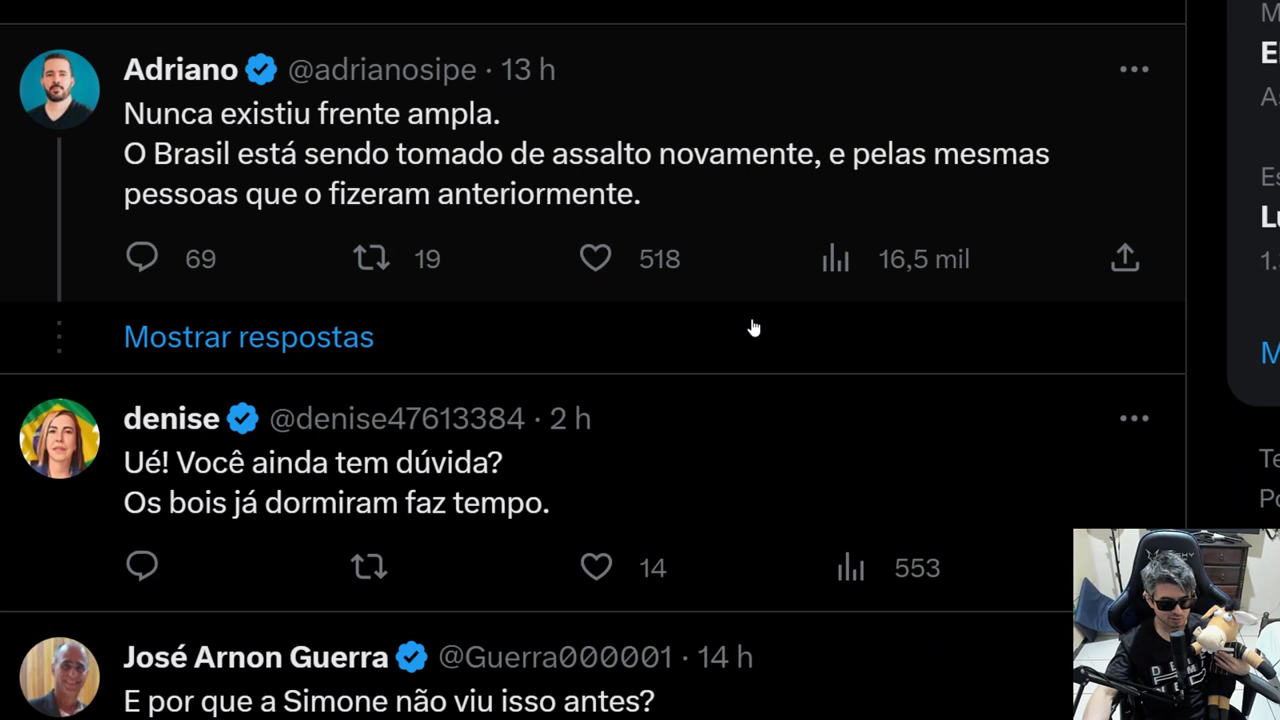 Adriano @adrianosipe · 13 h
Nunca existiu frente ampla.
O Brasil está sendo tomado de assalto novamente, e pelas mesmas
pessoas que o fizeram anteriormente.
69 19 518 16,5 mil
Mostrar respostas
denise @denise47613384 · 2 h
Ué! Você ainda tem dúvida?
Os bois já dormiram faz tempo.
14 553
José Arnon Guerra @Guerra000001 · 14 h
E por que a Simone não viu isso antes?